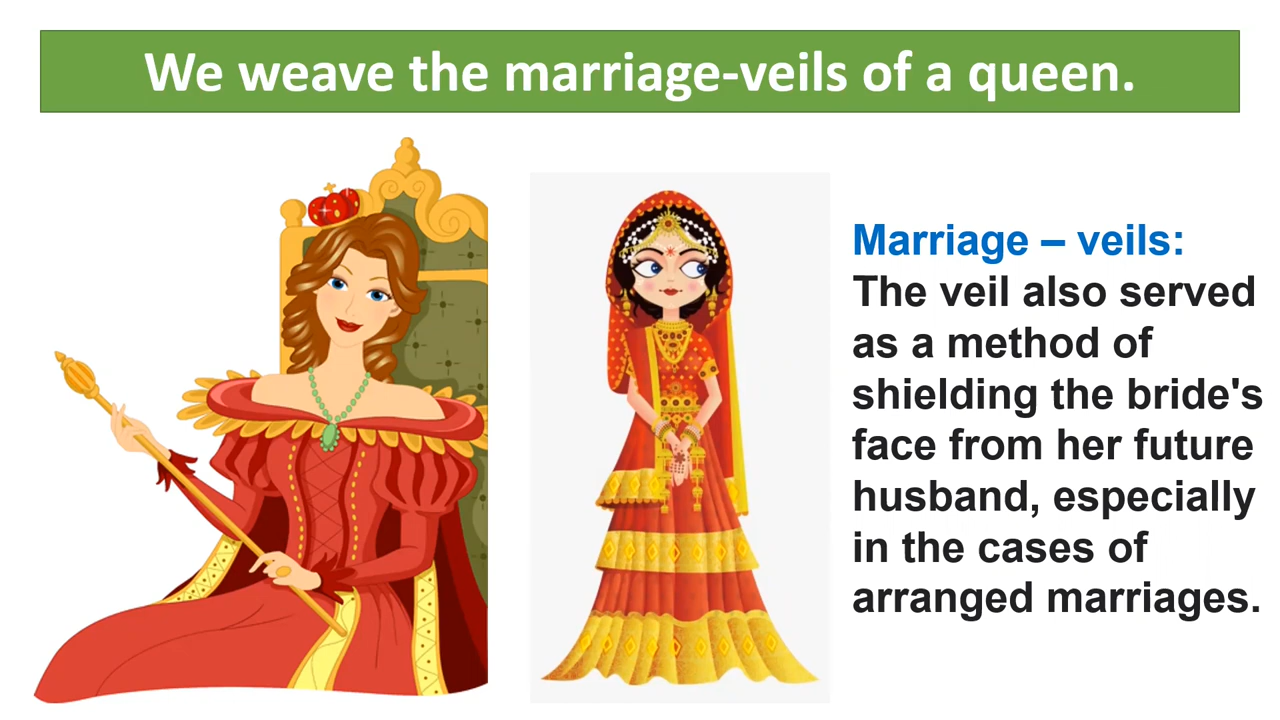 We weave the marriage-veils of a queen.
Marriage – veils:
The veil also served
as a method of
shielding the bride's
face from her future
husband, especially
in the cases of
arranged marriages.